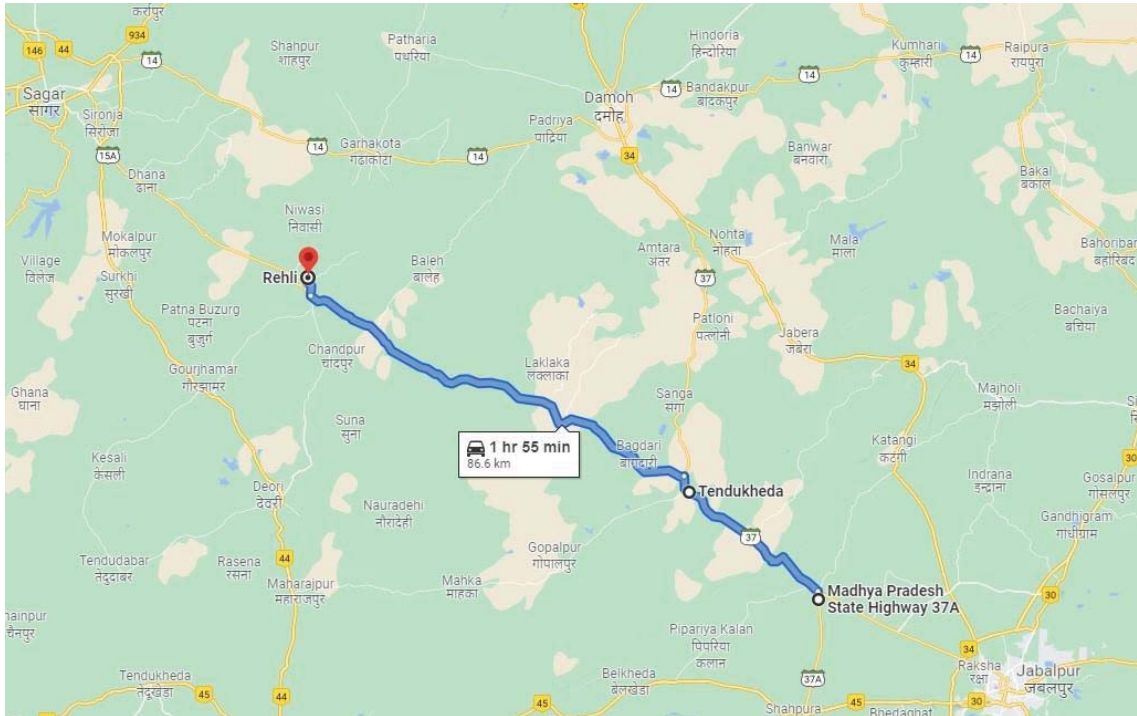 कर्रापुर
146
44
934
14
Shahpur
शाहपुर
Patharia
पथरिया
Hindoria
हिन्दोरिया
Kumhari
कुम्हारी
14
Raipura
रायपुरा
Sagar
सागर
Sironja
सिरोंजा
Damoh
दमोह
14
Bandakpur
बांदकपुर
Padriya
पाद्रिया
15A
14
Garhakota
गढ़ाकोटा
14
34
Banwar
बनवारा
Bakal
बकाल
Dhana
ढाना
Niwasi
निवासी
Mokalpur
मोकलपुर
Village
विलेज
Surkhi
सुरखी
Rehli
Baleh
बालेह
Amtara
अंतर
Nohta
नोहता
Mala
माला
Bahoribar
बहोरिबंद
37
Patna Buzurg
पटना
बुजुर्ग
Patloni
पत्लोनी
Bachaiya
बचिया
Chandpur
चांदपुर
Jabera
जबेरा
34
Laklaka
लक्लाका
Gourjhamar
गौरझामर
Ghana
घाना
Majholi
मझोली
Sanga
संगा
Suna
सुना
1 hr 55 min
86.6 km
Bagdari
बागदारी
Katangi
कटंगी
30
Kesali
केसली
Indrana
इन्द्राना
Gosalpur
गोसलपुर
Deori
देवरी
Tendukheda
Nauradehi
नौरादेही
Gandhigram
गांधीग्राम
37
Gopalpur
गोपालपुर
44
Tendudabar
तेंदुदाबर
Rasena
रसना
Mahka
माहका
Maharajpur
महाराजपुर
Madhya Pradesh
State Highway 37A
30
Pipariya Kalan
पिपरिया
कलान
34
Raksha
रक्षा
Jabalpur
जबलपुर
Belkheda
बेलखेडा
Tendukheda
तेंदूखेड़ा
45
44
45
37A
45
Shahpura
Bhedaghat